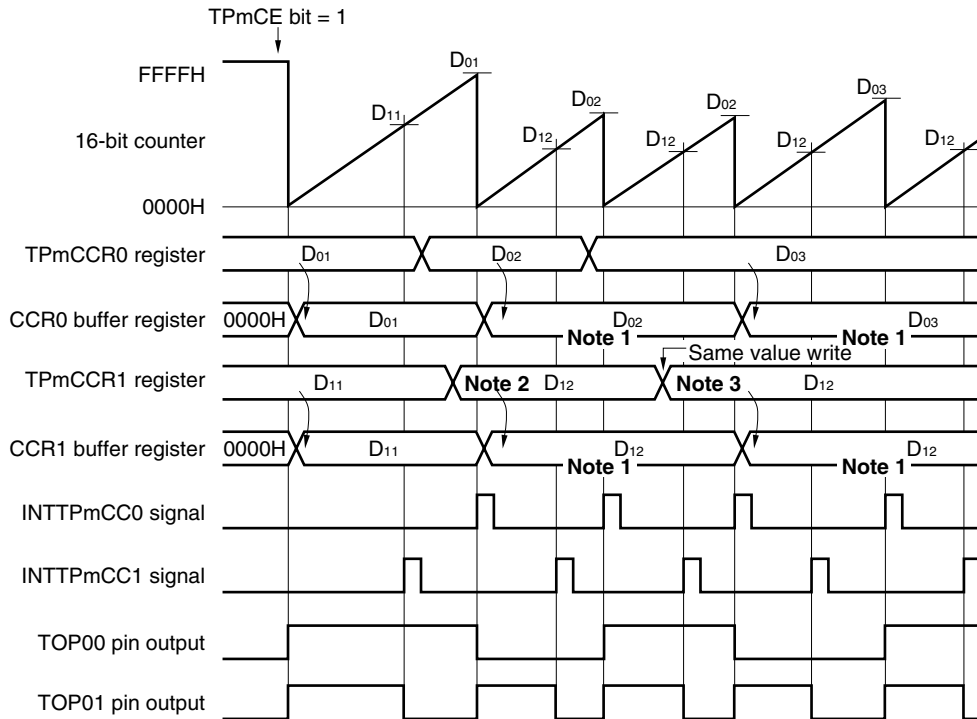 TPmCE bit = 1
FFFFH
16-bit counter
0000H
D01
D11
D02
D12
D02
D12
D03
D12
D12
TPmCCR0 register
D01
D02
D03
CCR0 buffer register
0000H
D01
D02
Note 1
D03
Note 1
Same value write
TPmCCR1 register
D11
Note 2
D12
Note 3
D12
CCR1 buffer register
0000H
D11
D12
Note 1
D12
Note 1
INTTPmCC0 signal
INTTPmCC1 signal
TOP00 pin output
TOP01 pin output